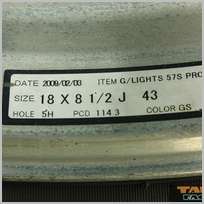 DATE 2009/02/03 ITEM G/LIGHTS 57S PRO
SIZE 18 X 8 1/2 J 43
HOLE 5H PCD 114.3 COLOR GS